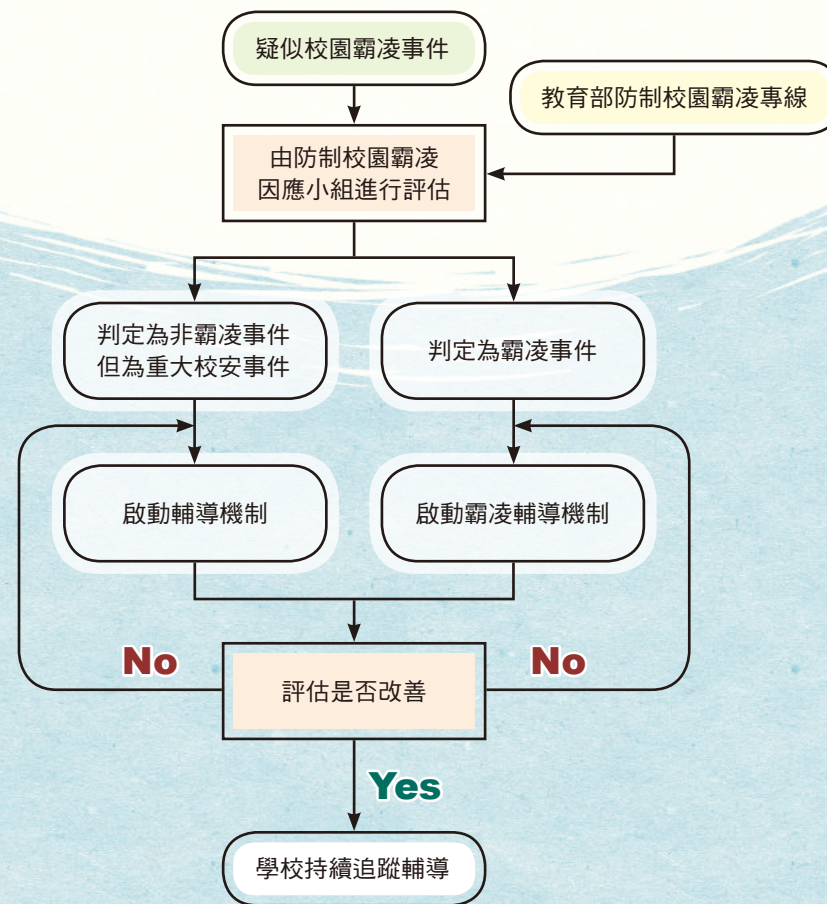 疑似校園霸凌事件
教育部防制校園霸凌專線
由防制校園霸凌
因應小組進行評估
判定為非霸凌事件
但為重大校安事件
判定為霸凌事件
啟動輔導機制
啟動霸凌輔導機制
No
No
評估是否改善
Yes
學校持續追蹤輔導